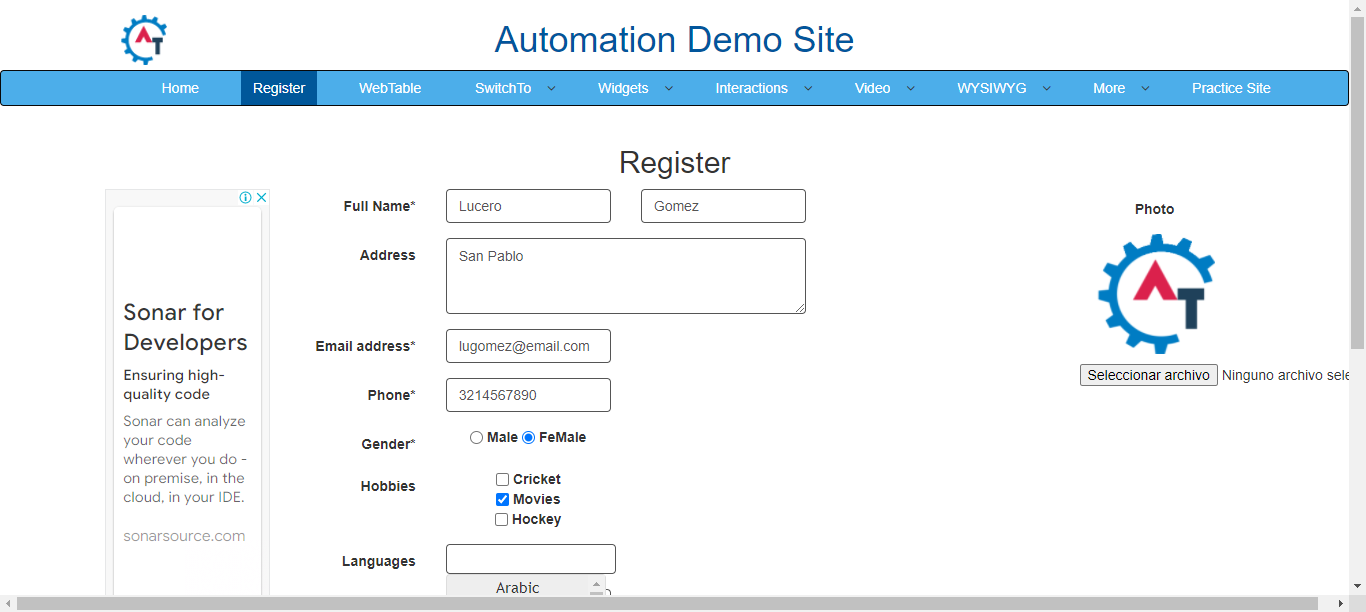 AT
Automation Demo Site
Home Register WebTable SwitchTo Widgets Interactions Video WYSIWYG More Practice Site
Register
Full Name* Lucero Gomez
Photo
Address San Pablo
AT
Sonar for
Developers
Ensuring high-
quality code
Sonar can analyze
your code
wherever you do -
on premise, in the
cloud, in your IDE.
sonarsource.com
Email address* lugomez@email.com
Seleccionar archivo Ninguno archivo sele
Phone* 3214567890
Gender* Male FeMale
Hobbies Cricket
Movies
Hockey
Languages
Arabic